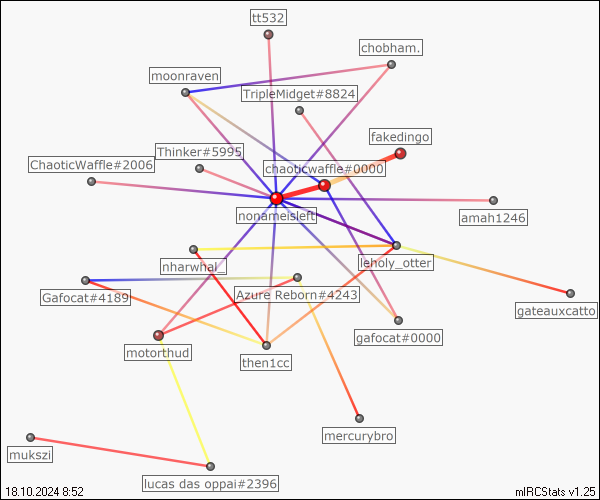 tt532
chobham.
moonraven
TripleMidget#8824
fakedingo
Thinker#5995
ChaoticWaffle#2006
chaoticwaffle#0000
nonameisleft
amah1246
nharwhal_
leholy_otter
Gafocat#4189
Azure Reborn#4243
gateauxcatto
gafocat#0000
motorthud
then1cc
mercurybro
mukszi
lucas das oppai#2396
18.10.2024 8:52
mIRCStats v1.25